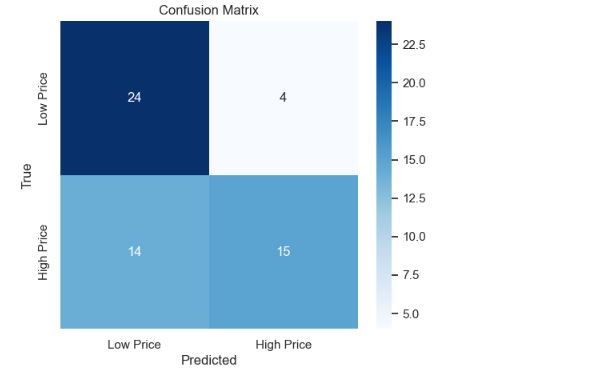 Confusion Matrix
Low Price
High Price
True
24
4
14
15
Low Price
High Price
Predicted
22.5
20.0
17.5
15.0
12.5
10.0
7.5
5.0